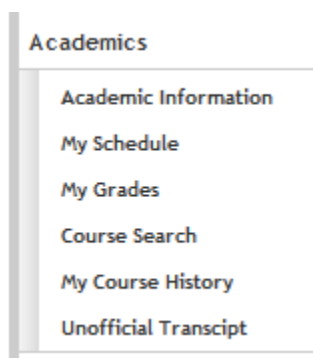 Academics
Academic Information
My Schedule
My Grades
Course Search
My Course History
Unofficial Transcipt